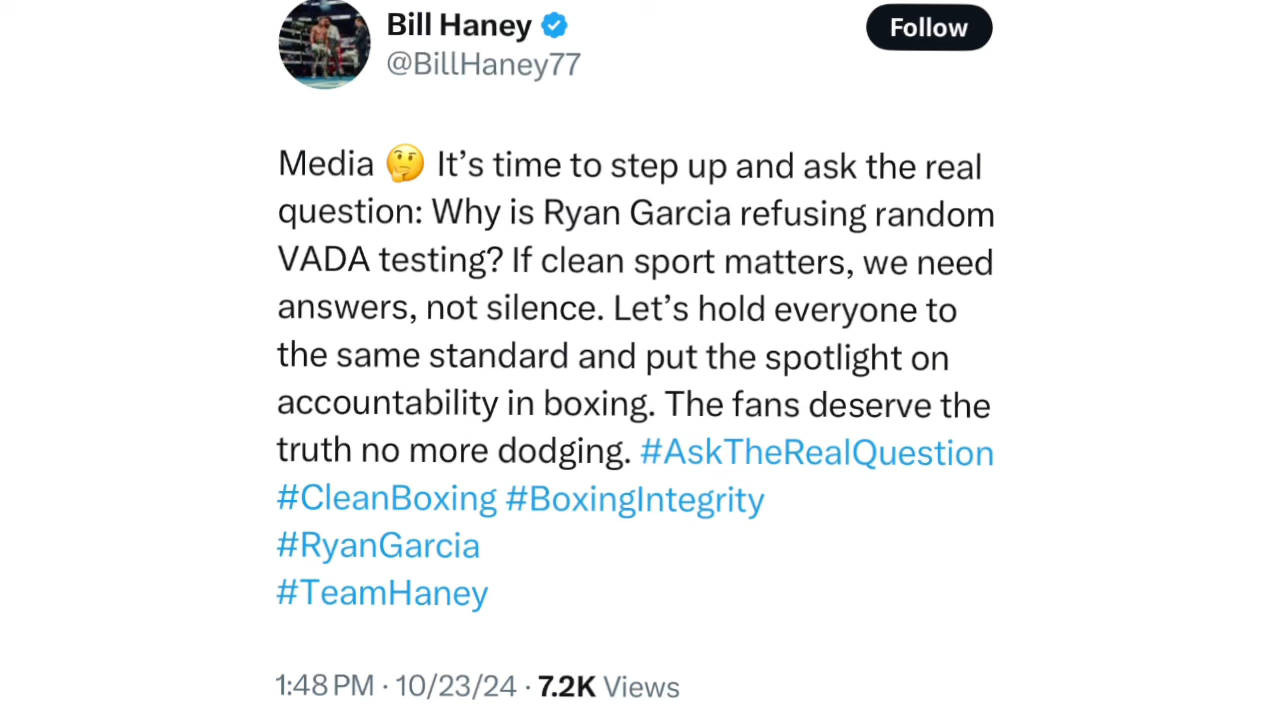 Bill Haney
Follow
@BillHaney77
Media 🤔 It’s time to step up and ask the real
question: Why is Ryan Garcia refusing random
VADA testing? If clean sport matters, we need
answers, not silence. Let’s hold everyone to
the same standard and put the spotlight on
accountability in boxing. The fans deserve the
truth no more dodging. #AskTheRealQuestion
#CleanBoxing #BoxingIntegrity
#RyanGarcia
#TeamHaney
1:48 PM · 10/23/24 · 7.2K Views